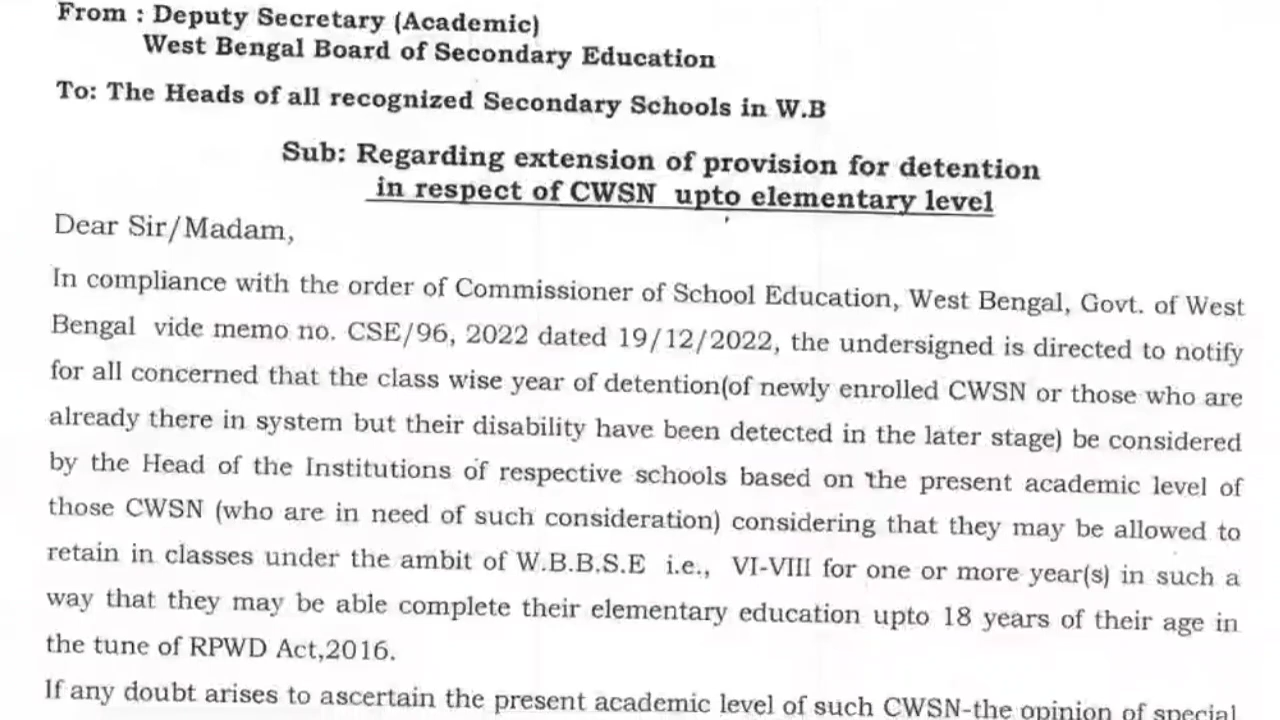 From : Deputy Secretary (Academic)
West Bengal Board of Secondary Education
To: The Heads of all recognized Secondary Schools in W.B
Sub: Regarding extension of provision for detention
in respect of CWSN upto elementary level
Dear Sir/Madam,
In compliance with the order of Commissioner of School Education, West Bengal, Govt. of West
Bengal vide memo no. CSE/96, 2022 dated 19/12/2022, the undersigned is directed to notify
for all concerned that the class wise year of detention(of newly enrolled CWSN or those who are
already there in system but their disability have been detected in the later stage) be considered
by the Head of the Institutions of respective schools based on the present academic level of
those CWSN (who are in need of such consideration) considering that they may be allowed to
retain in classes under the ambit of W.B.B.S.E i.e., VI-VIII for one or more year(s) in such a
way that they may be able complete their elementary education upto 18 years of their age in
the tune of RPWD Act,2016.
If any doubt arises to ascertain the present academic level of such CWSN-the opinion of special